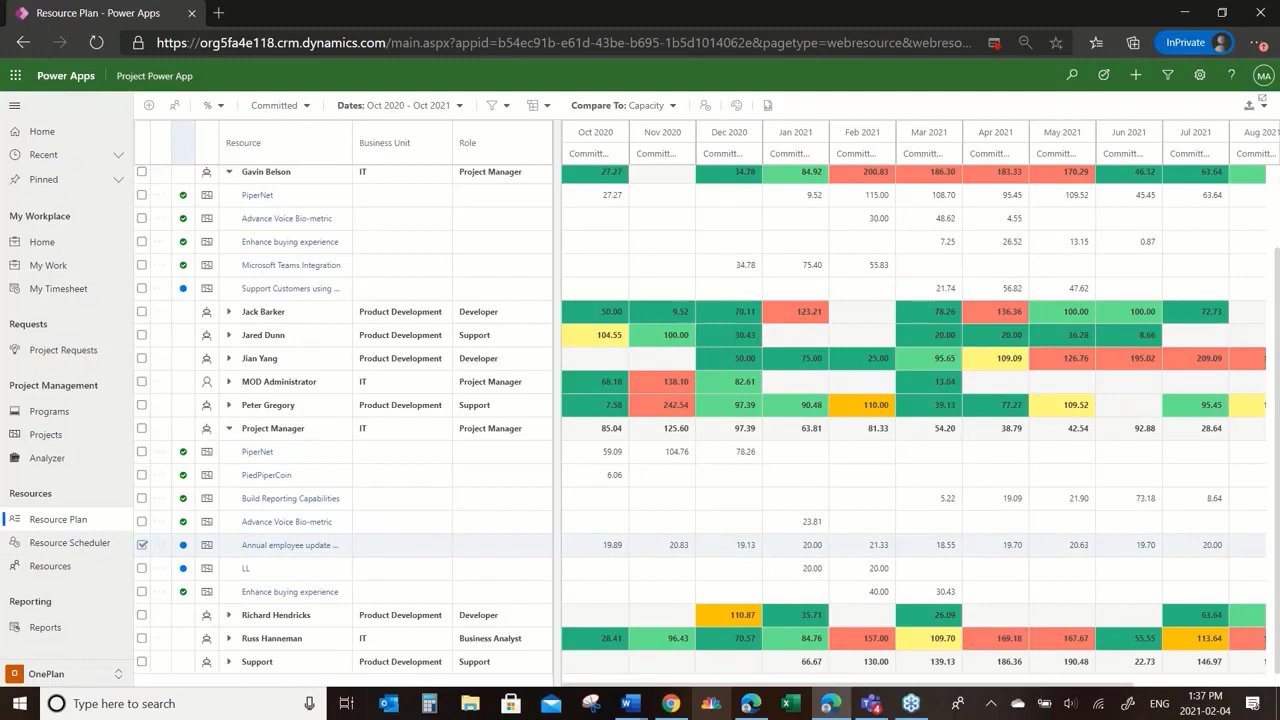 Resource Plan - Power Apps
https://org5fa4e118.crm.dynamics.com/main.aspx?appid=b54ec91b-e61d-43be-b695-1b5d1014062e&pagetype=webresource&webreso...
InPrivate
Power Apps Project Power App MA
% Committed Dates: Oct 2020 - Oct 2021 Compare To: Capacity
Home
Recent
Pinned
My Workplace
Home
My Work
My Timesheet
Requests
Project Requests
Project Management
Programs
Projects
Analyzer
Resources
Resource Plan
Resource Scheduler
Resources
Reporting
Reports
O OnePlan
Resource Business Unit Role Oct 2020 Nov 2020 Dec 2020 Jan 2021 Feb 2021 Mar 2021 Apr 2021 May 2021 Jun 2021 Jul 2021 Aug 2021
Committ... Committ... Committ... Committ... Committ... Committ... Committ... Committ... Committ... Committ... Committ...
Gavin Belson IT Project Manager 27.27 34.78 84.92 200.83 186.30 183.33 170.29 46.32 63.64
PiperNet 27.27 9.52 115.00 108.70 95.45 109.52 45.45 63.64
Advance Voice Bio-metric 30.00 48.62 4.55
Enhance buying experience 7.25 26.52 13.15 0.87
Microsoft Teams Integration 34.78 75.40 55.83
Support Customers using ... 21.74 56.82 47.62
Jack Barker Product Development Developer 50.00 9.52 70.11 123.21 78.26 136.36 100.00 100.00 72.73
Jared Dunn Product Development Support 104.55 100.00 30.43 20.00 20.00 36.28 8.66
Jian Yang Product Development Developer 50.00 75.00 25.00 95.65 109.09 126.76 195.02 209.09 1
MOD Administrator IT Project Manager 68.18 138.10 82.61 13.04
Peter Gregory Product Development Support 7.58 242.54 97.39 90.48 110.00 39.13 77.27 109.52 95.45 1
Project Manager IT Project Manager 85.04 125.60 97.39 63.81 81.33 54.20 38.79 42.54 92.88 28.64
PiperNet 59.09 104.76 78.26
PiedPiperCoin 6.06
Build Reporting Capabilities 5.22 19.09 21.90 73.18 8.64
Advance Voice Bio-metric 23.81
Annual employee update ... 19.89 20.83 19.13 20.00 21.33 18.55 19.70 20.63 19.70 20.00
LL 20.00 20.00
Enhance buying experience 40.00 30.43
Richard Hendricks Product Development Developer 110.87 35.71 26.09 63.64
Russ Hanneman IT Business Analyst 28.41 96.43 70.57 84.76 157.00 109.70 169.18 167.67 55.55 113.64 1
Support Product Development Support 66.67 130.00 139.13 186.36 190.48 22.73 146.97 1
Type here to search ENG 1:37 PM
2021-02-04